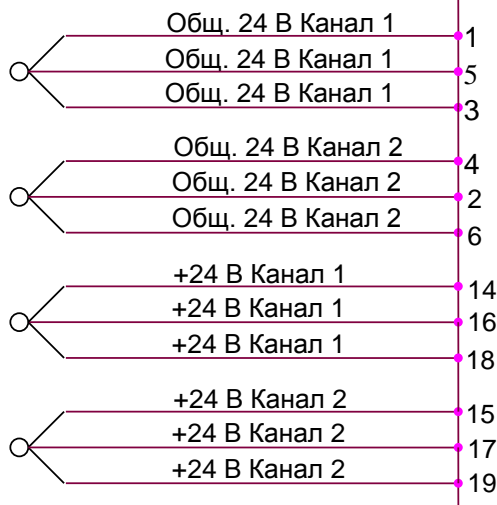 Общ. 24 В Канал 1 1
Общ. 24 В Канал 1 5
Общ. 24 В Канал 1 3
Общ. 24 В Канал 2 4
Общ. 24 В Канал 2 2
Общ. 24 В Канал 2 6
+24 В Канал 1 14
+24 В Канал 1 16
+24 В Канал 1 18
+24 В Канал 2 15
+24 В Канал 2 17
+24 В Канал 2 19